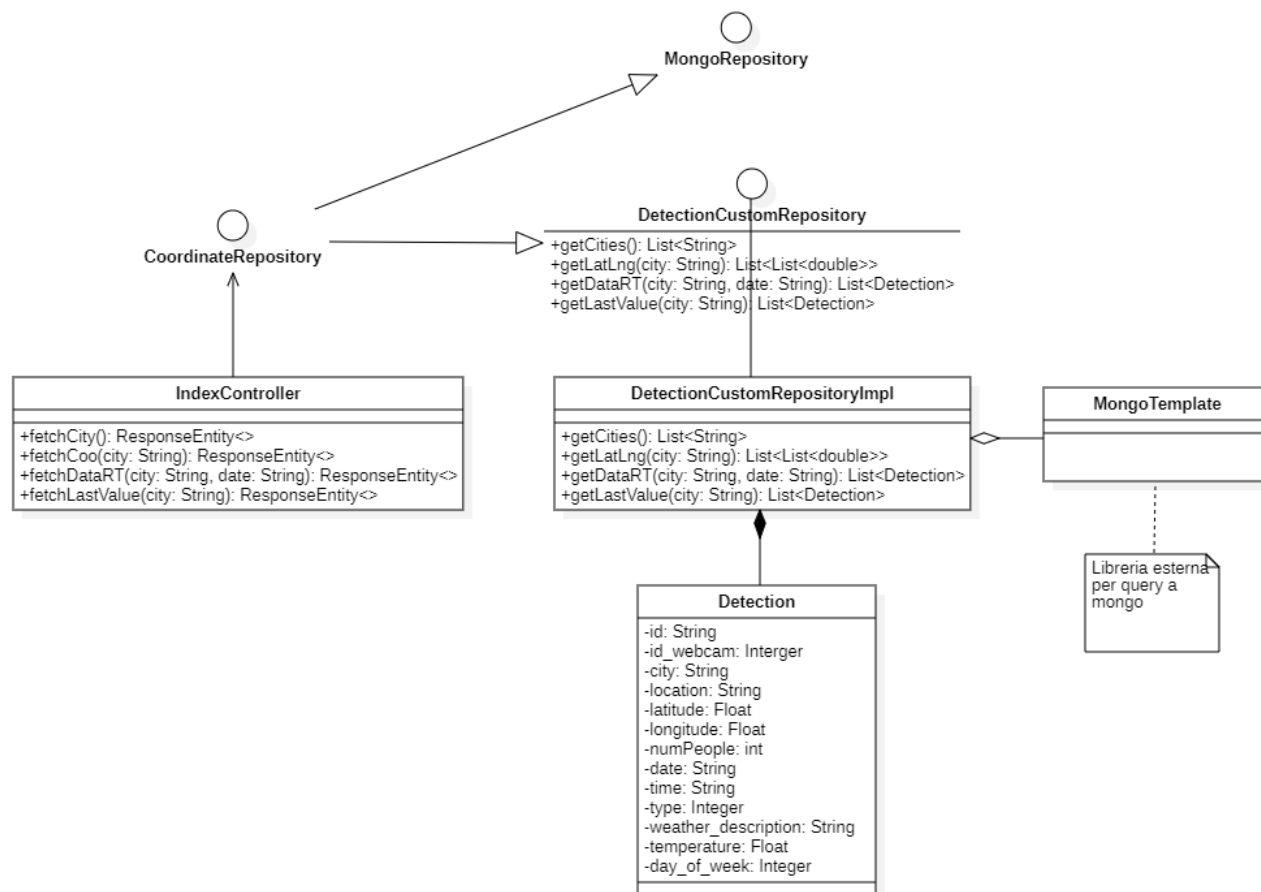 MongoRepository
DetectionCustomRepository
+getCities(): List<String>
+getLatLng(city: String): List<List<double>>
+getDataRT(city: String, date: String): List<Detection>
+getLastValue(city: String): List<Detection>
CoordinateRepository
IndexController
+fetchCity(): ResponseEntity<>
+fetchCoo(city: String): ResponseEntity<>
+fetchDataRT(city: String, date: String): ResponseEntity<>
+fetchLastValue(city: String): ResponseEntity<>
DetectionCustomRepositoryImpl
+getCities(): List<String>
+getLatLng(city: String): List<List<double>>
+getDataRT(city: String, date: String): List<Detection>
+getLastValue(city: String): List<Detection>
MongoTemplate
Libreria esterna
per query a
mongo
Detection
-id: String
-id_webcam: Interger
-city: String
-location: String
-latitude: Float
-longitude: Float
-numPeople: int
-date: String
-time: String
-type: Integer
-weather_description: String
-temperature: Float
-day_of_week: Integer